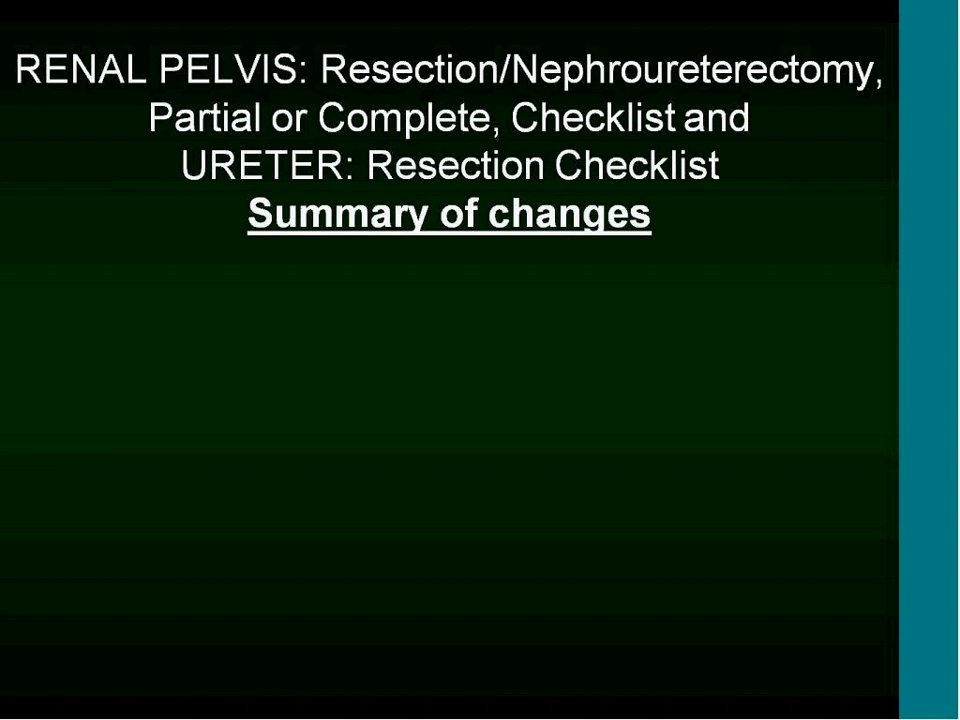 RENAL PELVIS: Resection/Nephroureterectomy,
Partial or Complete, Checklist and
URETER: Resection Checklist
Summary of changes